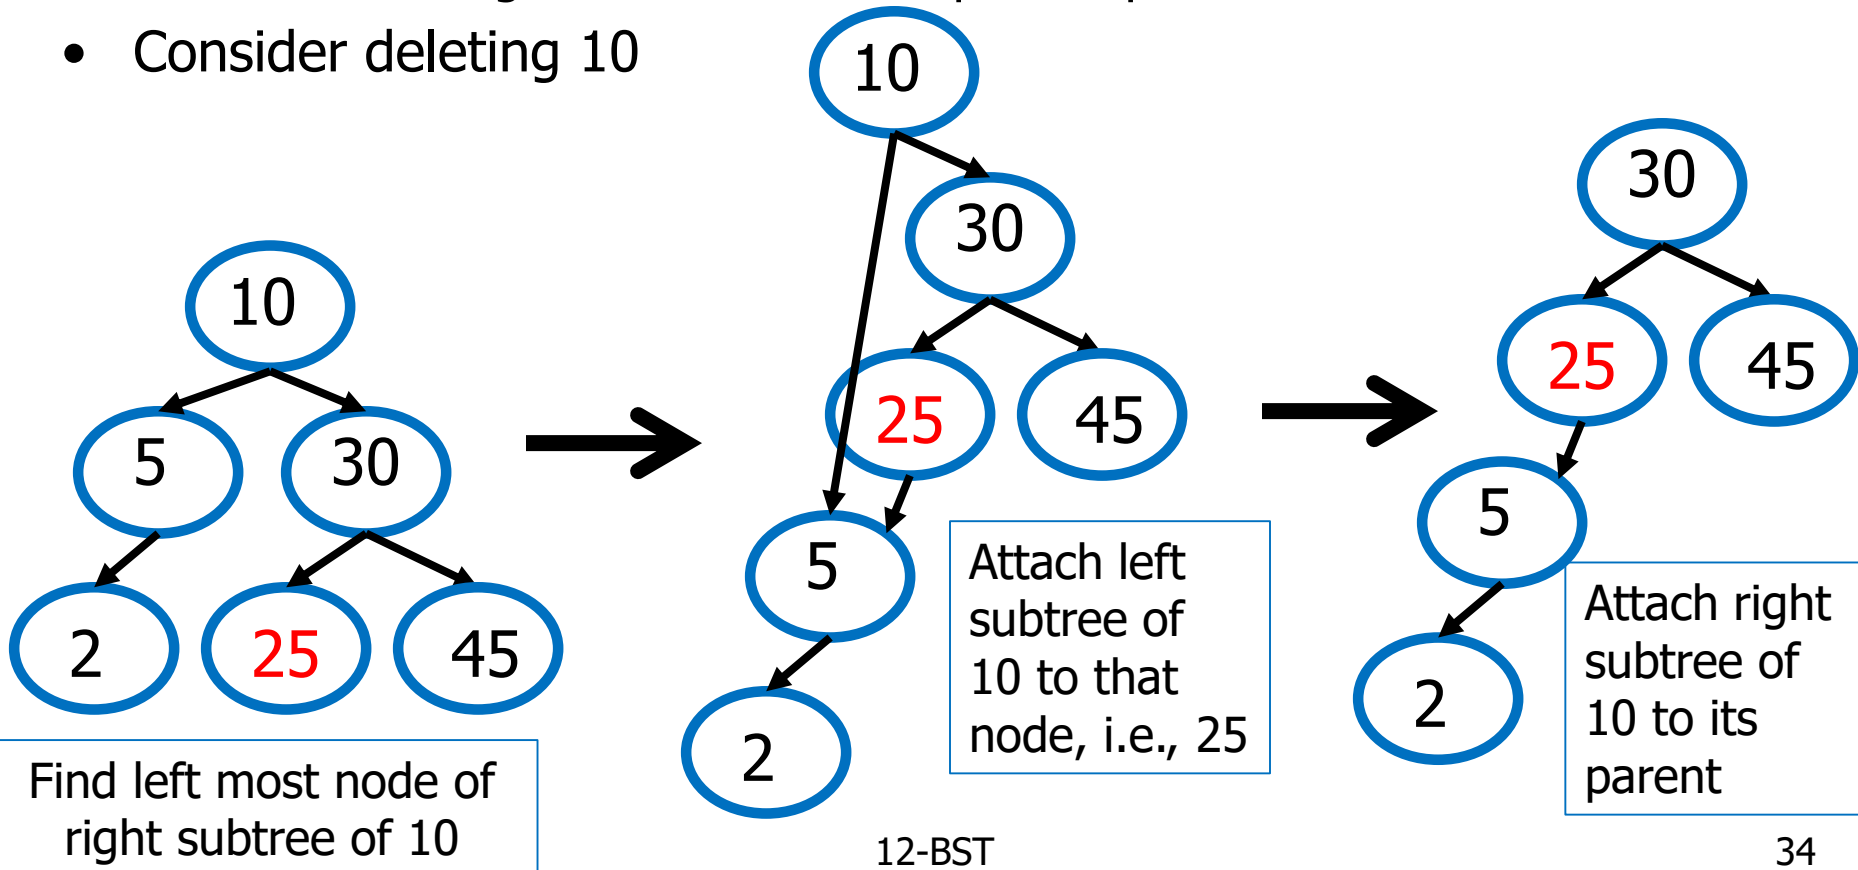 • Consider deleting 10
10
5
30
2
25
45
Find left most node of
right subtree of 10
10
30
25
45
5
2
Attach left
subtree of
10 to that
node, i.e., 25
30
25
45
5
2
Attach right
subtree of
10 to its
parent
12-BST
34